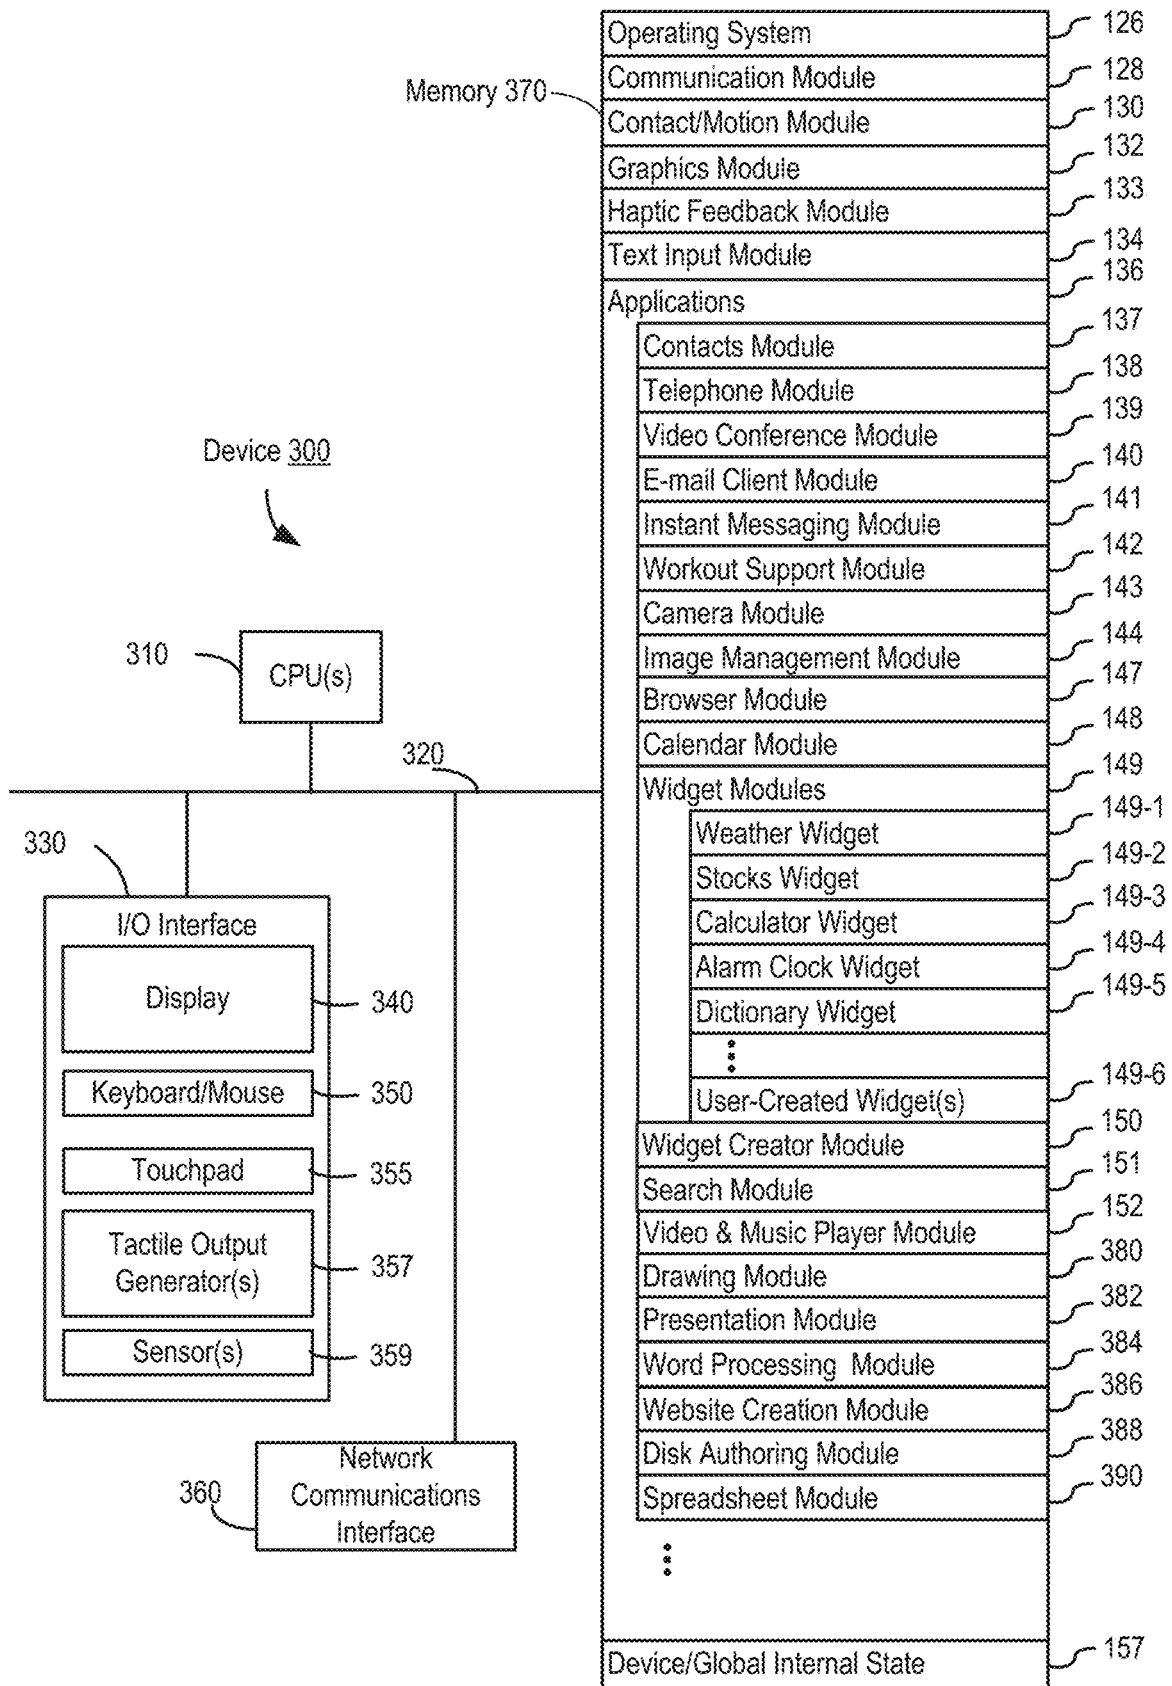 Device 300
310
CPU(s)
320
330
I/O Interface
Display
340
Keyboard/Mouse
350
Touchpad
355
Tactile Output
Generator(s)
357
Sensor(s)
359
360
Network
Communications
Interface
Memory 370
Operating System
126
Communication Module
128
Contact/Motion Module
130
Graphics Module
132
Haptic Feedback Module
133
Text Input Module
134
Applications
136
Contacts Module
137
Telephone Module
138
Video Conference Module
139
E-mail Client Module
140
Instant Messaging Module
141
Workout Support Module
142
Camera Module
143
Image Management Module
144
Browser Module
147
Calendar Module
148
Widget Modules
149
Weather Widget
149-1
Stocks Widget
149-2
Calculator Widget
149-3
Alarm Clock Widget
149-4
Dictionary Widget
149-5
User-Created Widget(s)
149-6
Widget Creator Module
150
Search Module
151
Video & Music Player Module
152
Drawing Module
380
Presentation Module
382
Word Processing Module
384
Website Creation Module
386
Disk Authoring Module
388
Spreadsheet Module
390
Device/Global Internal State
157